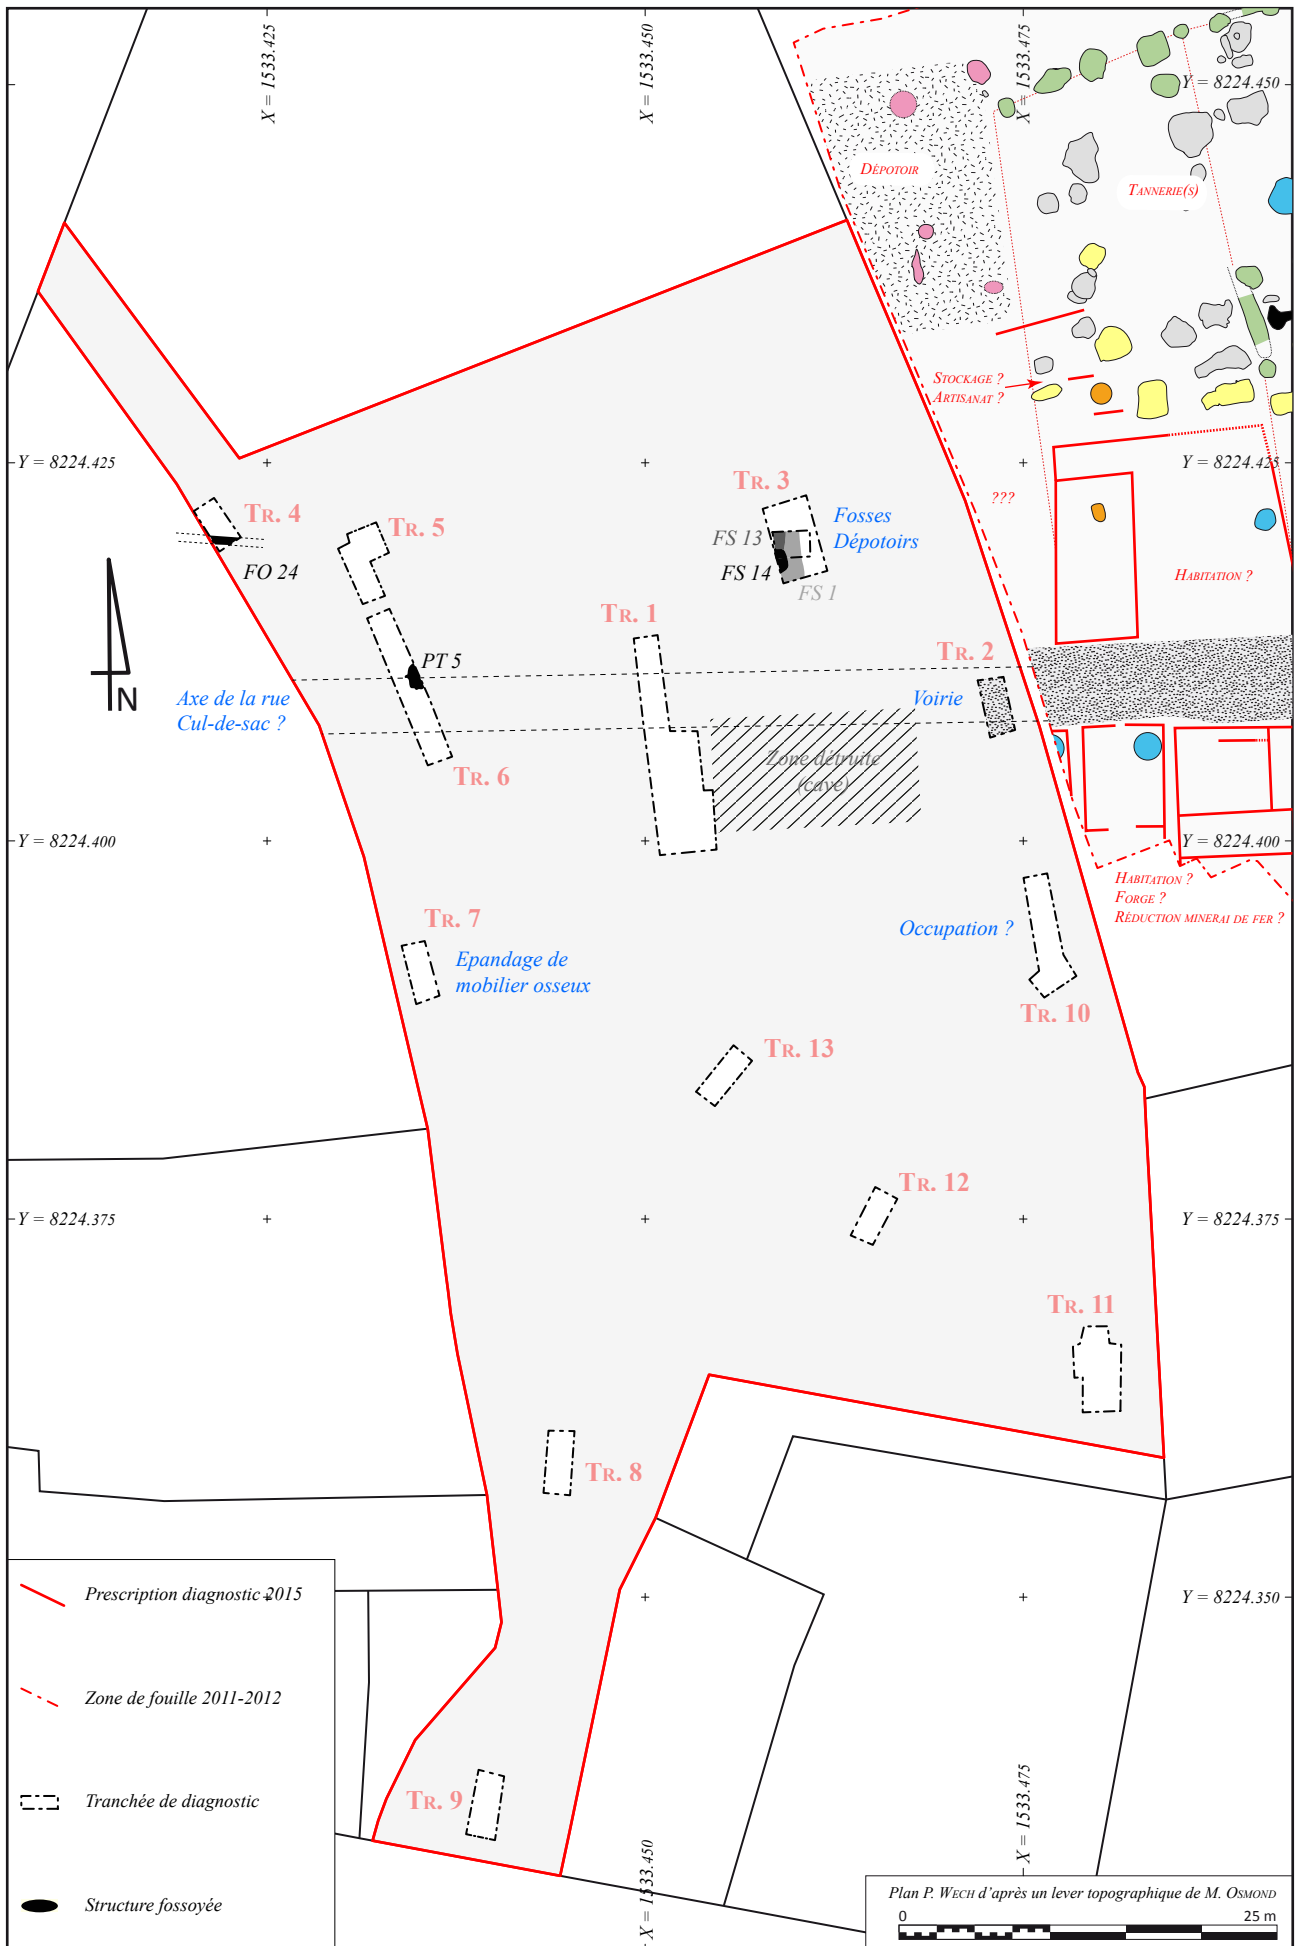 X = 1533.425
X = 1533.450
X = 1533.475
Y = 8224.450
DÉPOTOIR
TANNERIE(S)
STOCKAGE ?
ARTISANAT ?
Y = 8224.425
Y = 8224.425
TR. 3
???
TR. 4
TR. 5
Fosses
Dépotoirs
FS 13
FS 14
FO 24
FS 1
HABITATION ?
TR. 1
TR. 2
PT 5
N
Axe de la rue
Cul-de-sac ?
Voirie
Zone détruite
(cave)
TR. 6
Y = 8224.400
Y = 8224.400
HABITATION ?
FORGE ?
RÉDUCTION MINERAI DE FER ?
TR. 7
Occupation ?
Epandage de
mobilier osseux
TR. 10
TR. 13
TR. 12
Y = 8224.375
Y = 8224.375
TR. 11
TR. 8
Prescription diagnostic 2015
Y = 8224.350
Zone de fouille 2011-2012
TR. 9
Tranchée de diagnostic
X = 1533.450
X = 1533.475
Structure fossoyée
Plan P. WECH d'après un lever topographique de M. OSMOND
0 25 m